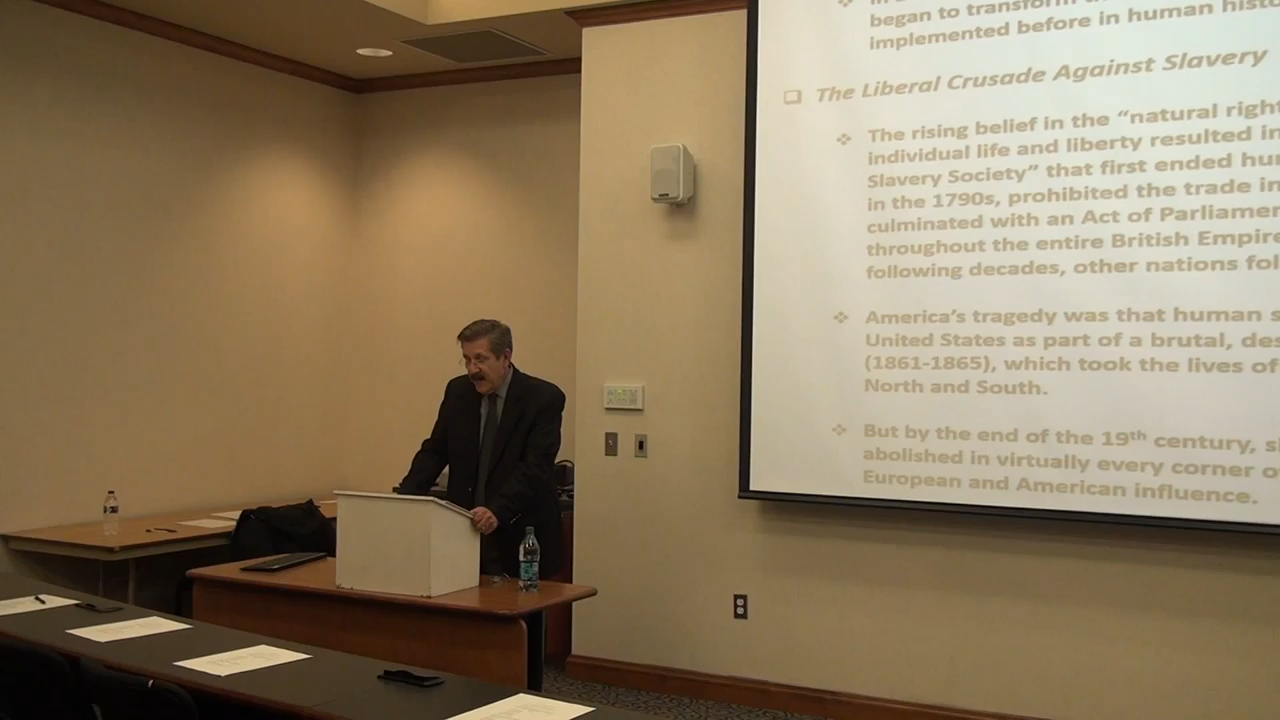 began to transform
implemented before in human histo
The Liberal Crusade Against Slavery
The rising belief in the “natural right
individual life and liberty resulted in
Slavery Society” that first ended hu
in the 1790s, prohibited the trade in
culminated with an Act of Parliamen
throughout the entire British Empire
following decades, other nations fol
America’s tragedy was that human s
United States as part of a brutal, des
(1861-1865), which took the lives of
North and South.
But by the end of the 19th century, sl
abolished in virtually every corner o
European and American influence.